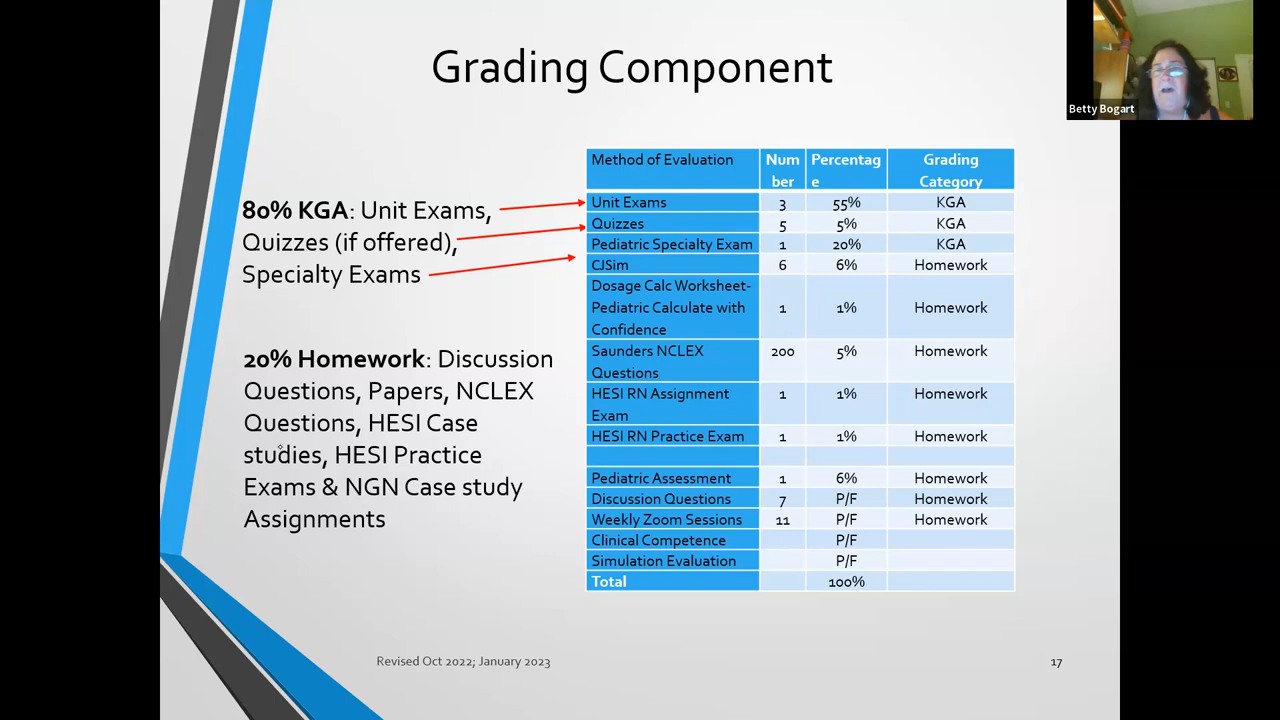 Grading Component
Betty Bogart
80% KGA: Unit Exams,
Quizzes (if offered),
Specialty Exams
20% Homework: Discussion
Questions, Papers, NCLEX
Questions, HESI Case
studies, HESI Practice
Exams & NGN Case study
Assignments
Method of Evaluation Num Percentag Grading
ber e Category
Unit Exams 3 55% KGA
Quizzes 5 5% KGA
Pediatric Specialty Exam 1 20% KGA
CJSim 6 6% Homework
Dosage Calc Worksheet-
Pediatric Calculate with 1 1% Homework
Confidence
Saunders NCLEX 200 5% Homework
Questions
HESI RN Assignment 1 1% Homework
Exam
HESI RN Practice Exam 1 1% Homework
Pediatric Assessment 1 6% Homework
Discussion Questions 7 P/F Homework
Weekly Zoom Sessions 11 P/F Homework
Clinical Competence P/F
Simulation Evaluation P/F
Total 100%
Revised Oct 2022; January 2023 17